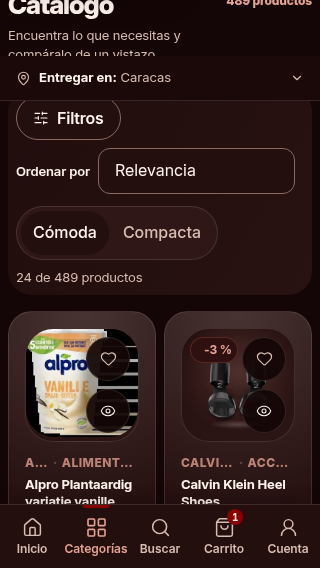 Catálogo
489 productos
Encuentra lo que necesitas y
compáralo de un vistazo
Entregar en: Caracas
Filtros
Ordenar por
Relevancia
Cómoda
Compacta
24 de 489 productos
alpro
VANILLE
-3 %
A... · ALIMENT...
Alpro Plantaardig
variatie vanille
CALVI... · ACC...
Calvin Klein Heel
Shoes
Inicio
Categorías
Buscar
1
Carrito
Cuenta